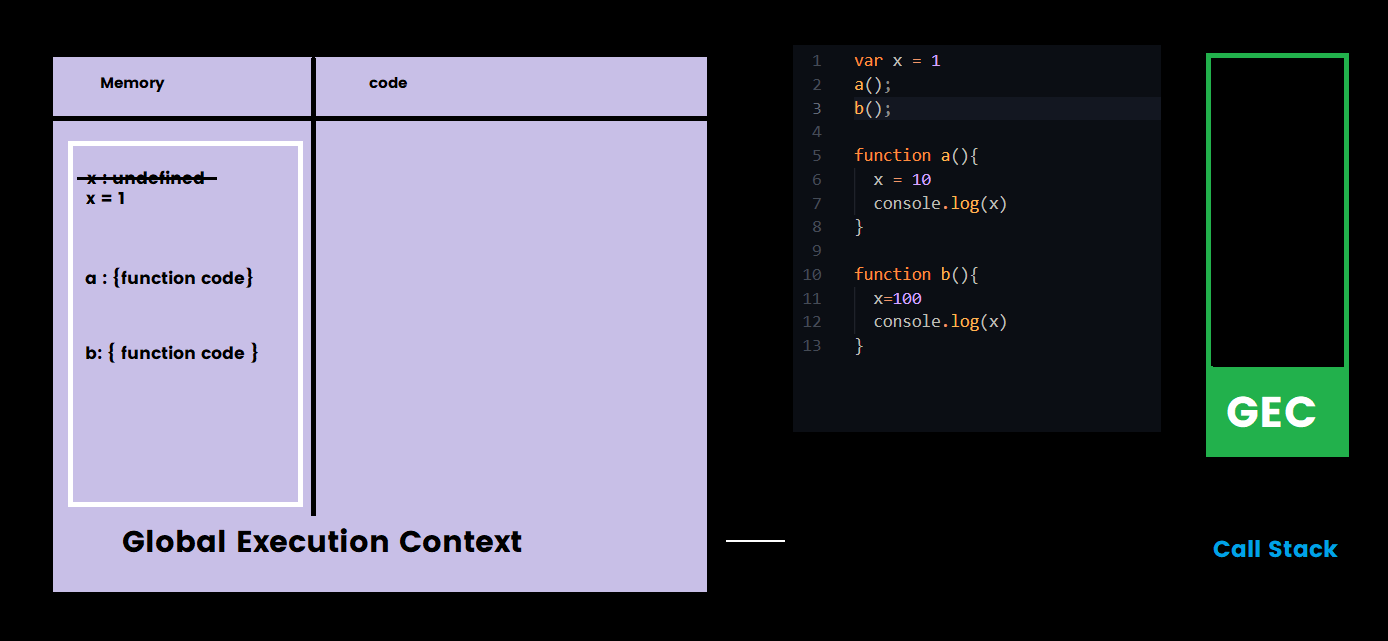 Memory
code
x : undefined
x = 1
a : {function code}
b: { function code }
Global Execution Context
1 var x = 1
2 a();
3 b();
4
5 function a(){
6 x = 10
7 console.log(x)
8 }
9
10 function b(){
11 x=100
12 console.log(x)
13 }
GEC
Call Stack